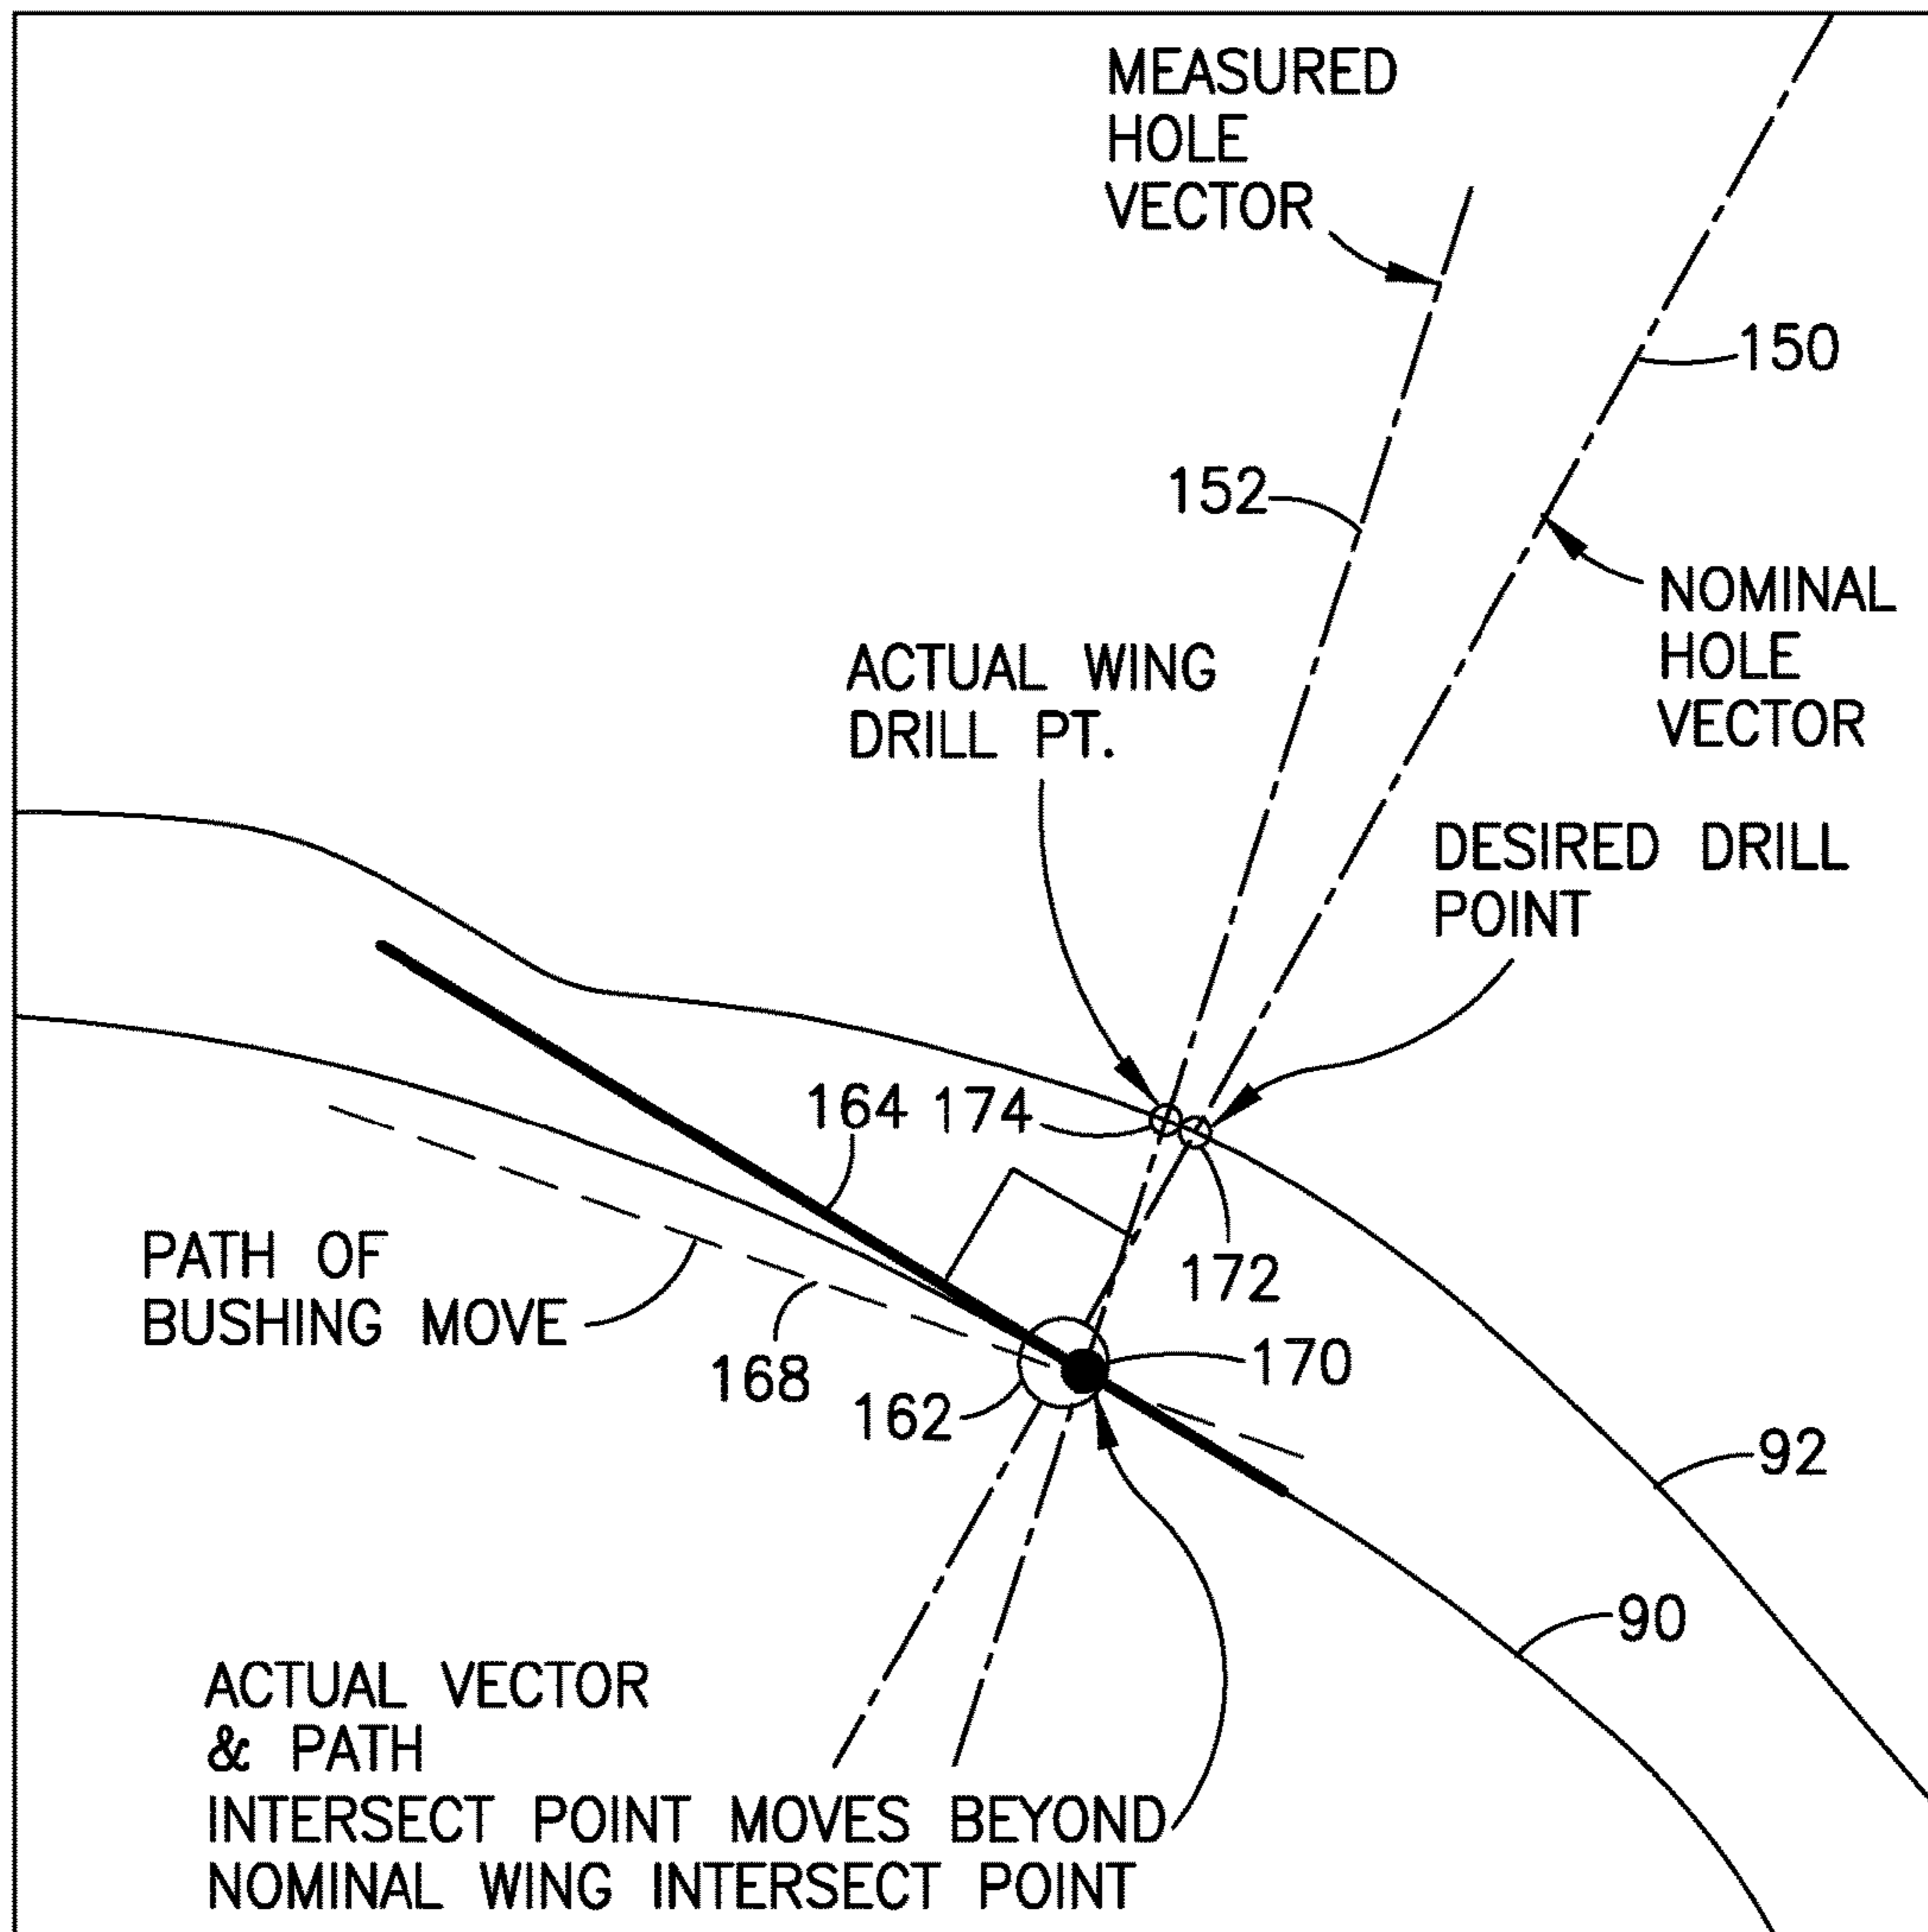 MEASURED
HOLE
VECTOR
150
152
NOMINAL
HOLE
VECTOR
ACTUAL WING
DRILL PT.
DESIRED DRILL
POINT
164
174
PATH OF
BUSHING MOVE
172
168
170
162
92
90
ACTUAL VECTOR
& PATH
INTERSECT POINT MOVES BEYOND
NOMINAL WING INTERSECT POINT